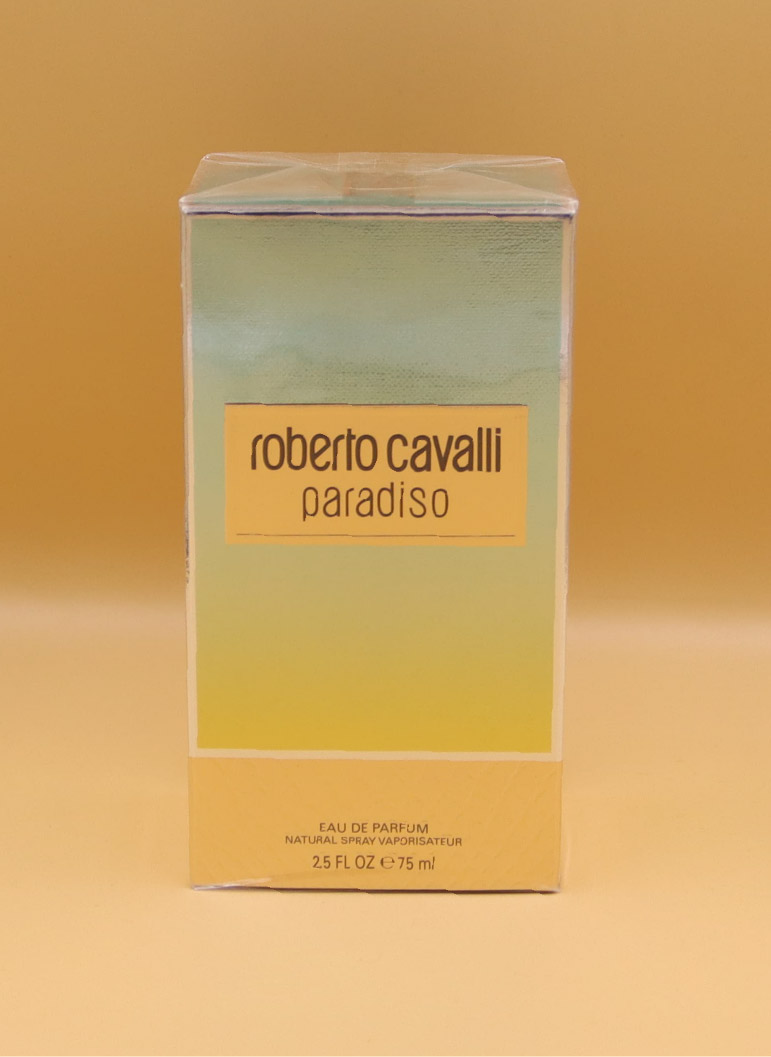 roberto cavalli
paradiso
EAU DE PARFUM
NATURAL SPRAY VAPORISATEUR
2.5 FL OZ ℮ 75 ml